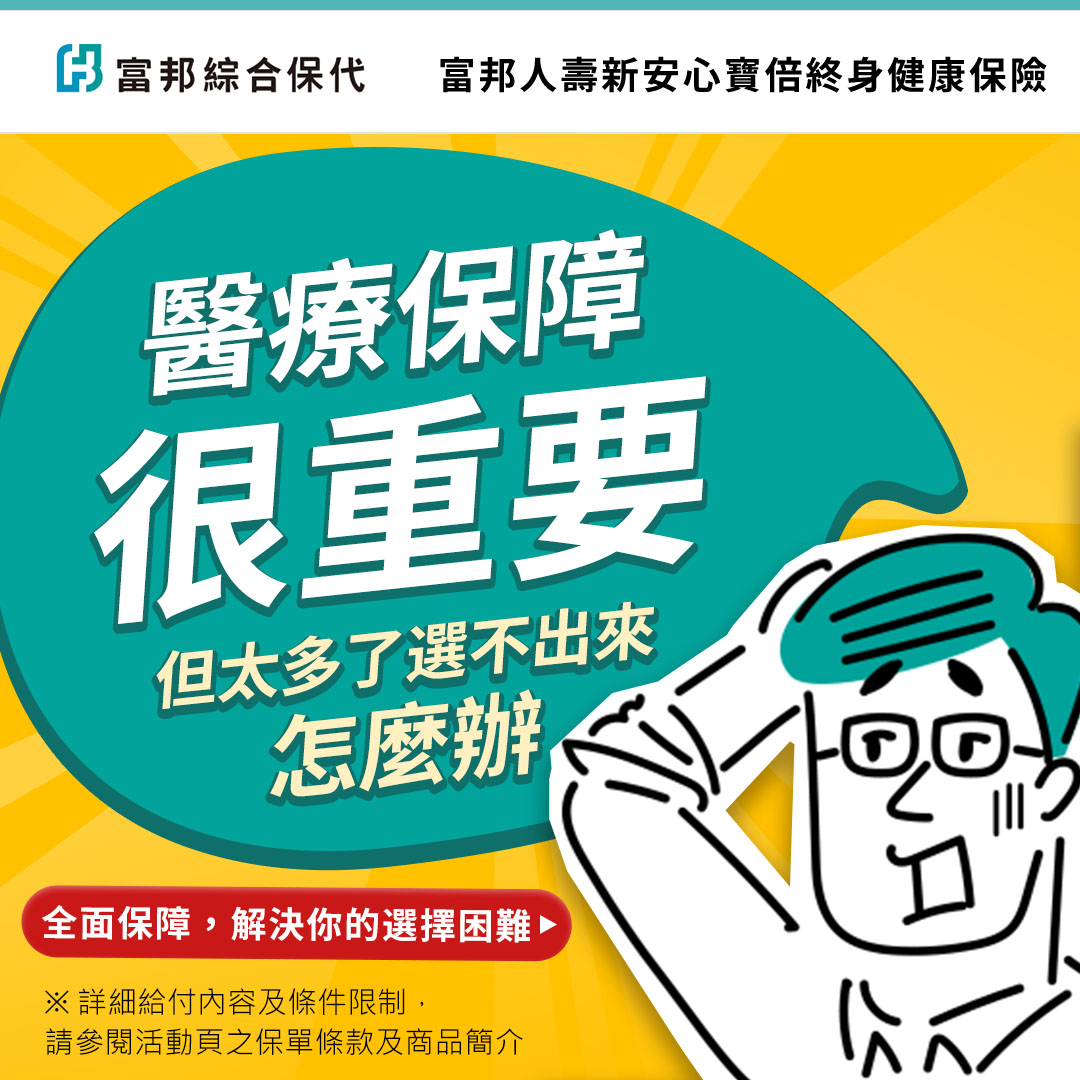 富邦綜合保代
富邦人壽新安心寶倍終身健康保險
醫療保障
很重要
但太多了選不出來
怎麼辦
全面保障，解決你的選擇困難▶
※ 詳細給付內容及條件限制，
請參閱活動頁之保單條款及商品簡介